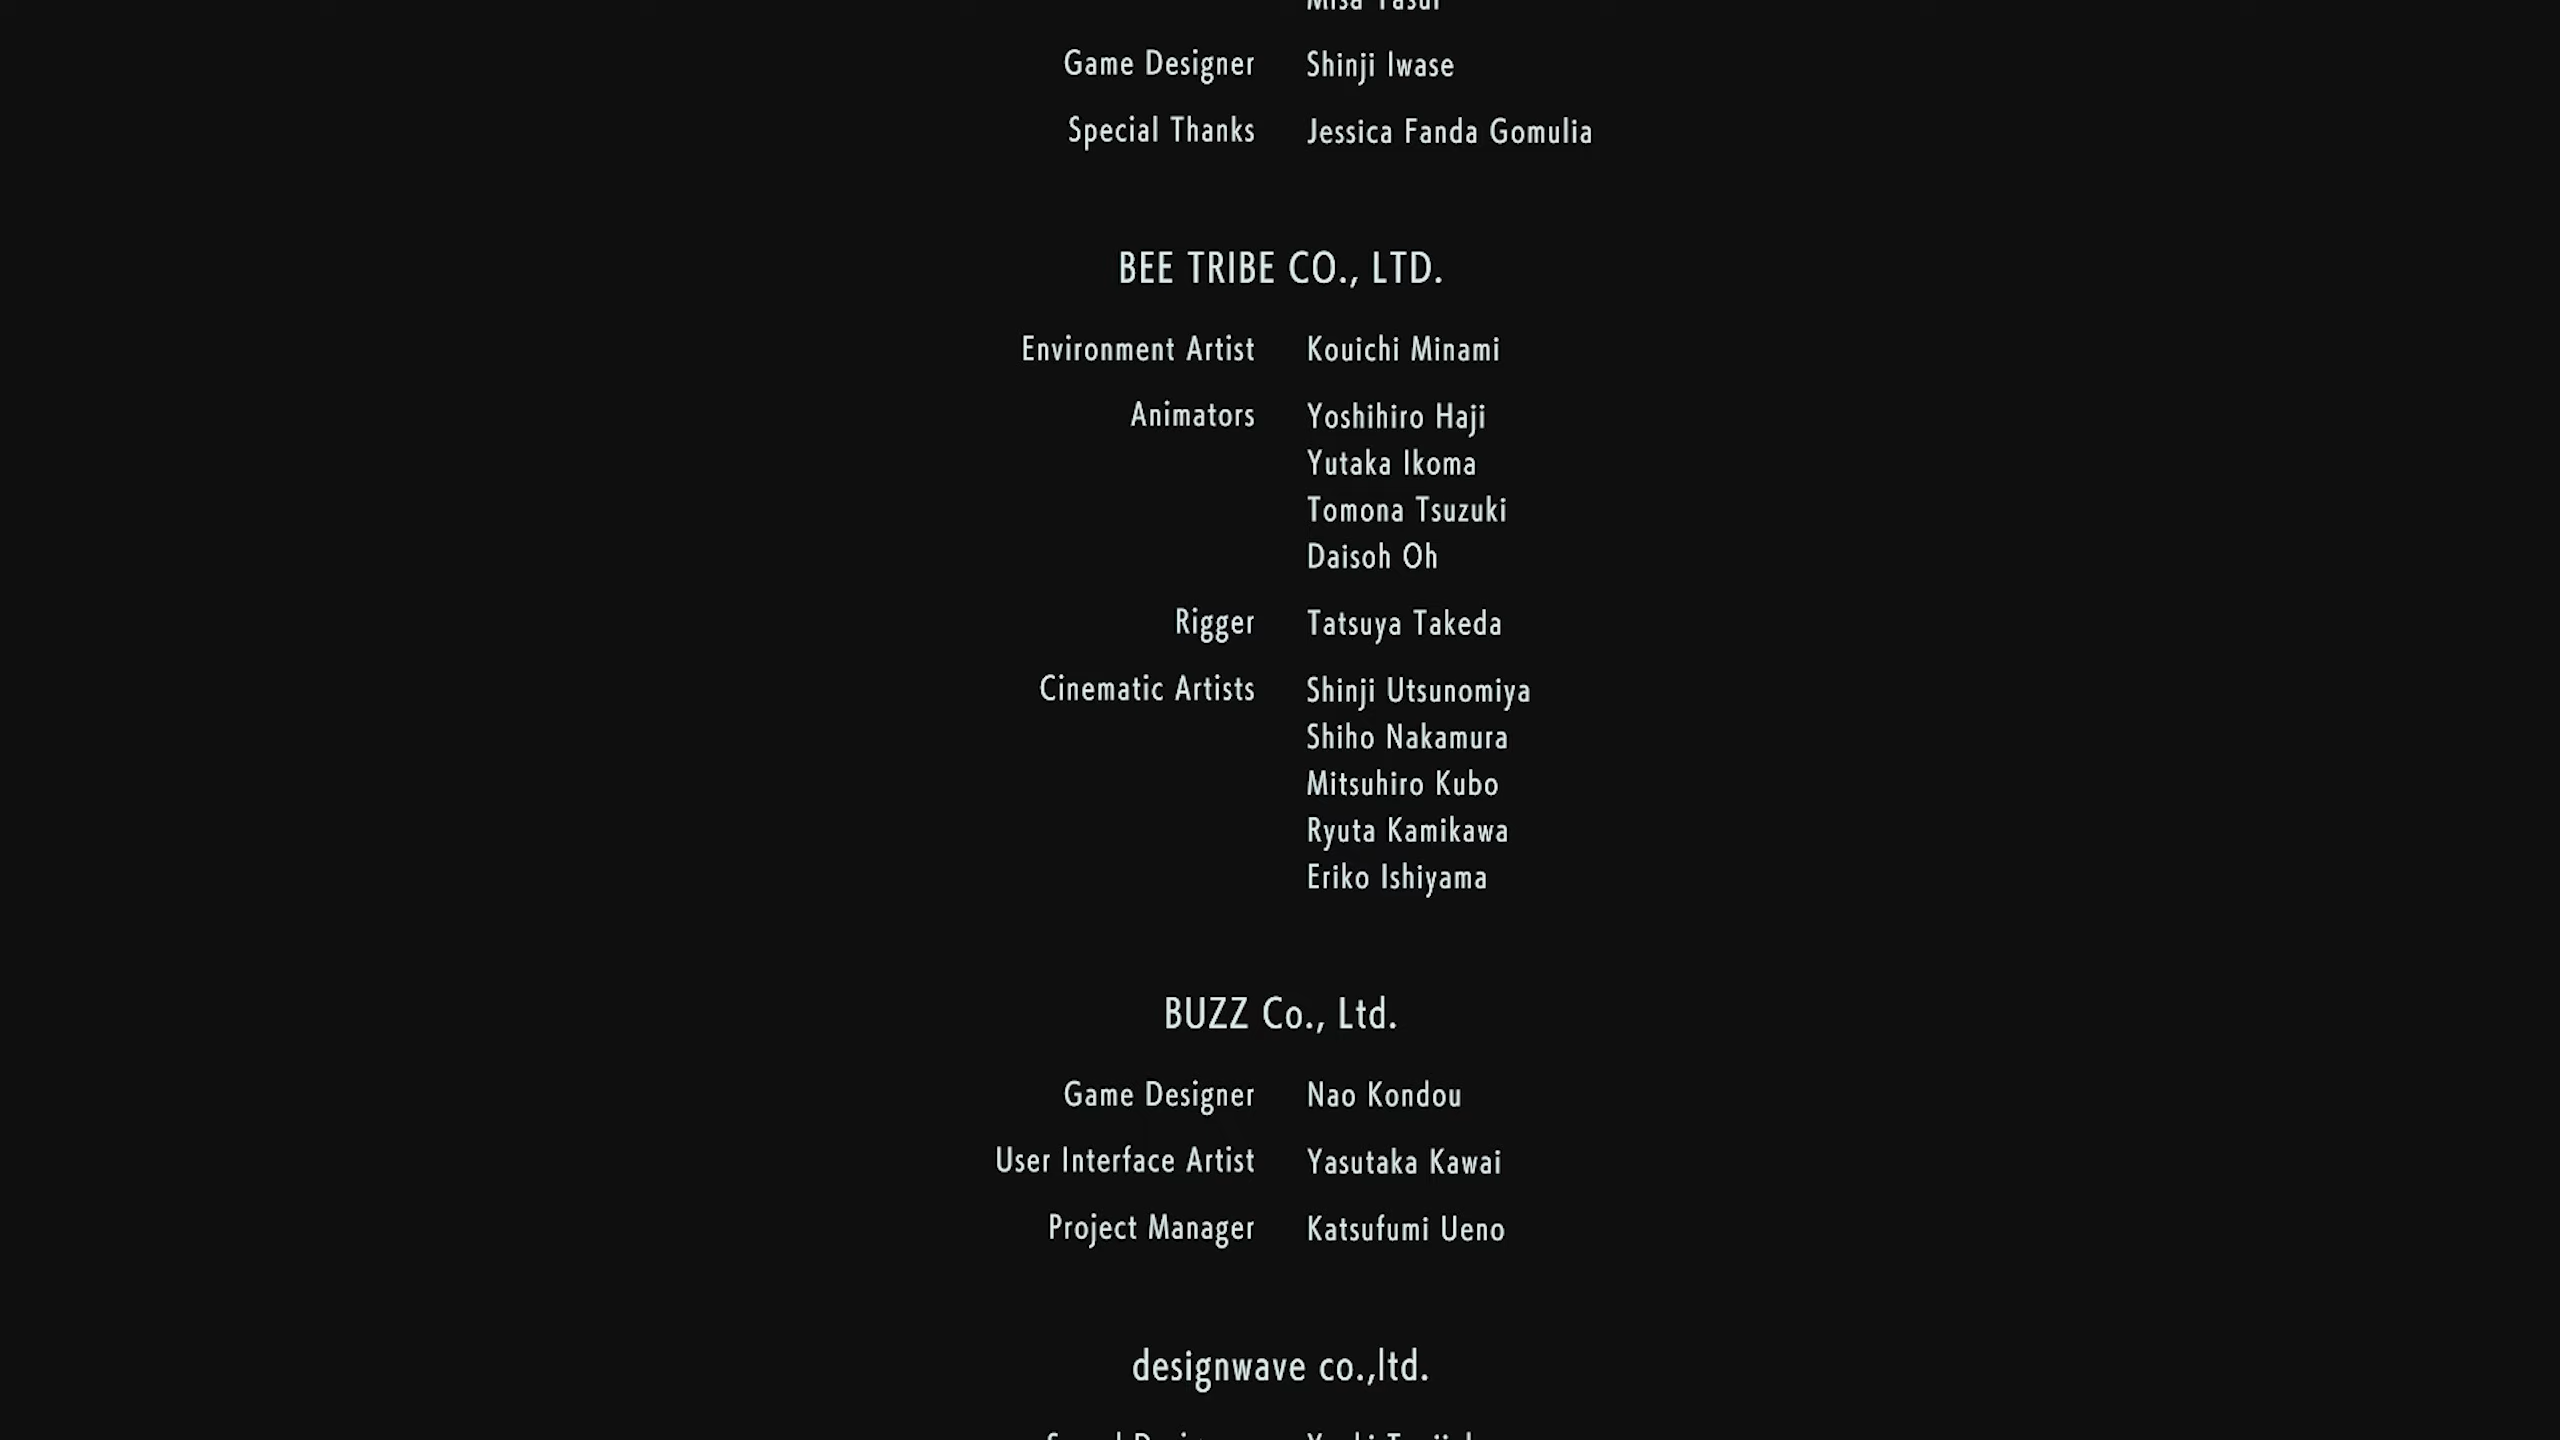 Misa Yasui
Game Designer Shinji Iwase
Special Thanks Jessica Fanda Gomulia
BEE TRIBE CO., LTD.
Environment Artist Kouichi Minami
Animators Yoshihiro Haji
Yutaka Ikoma
Tomona Tsuzuki
Daisoh Oh
Rigger Tatsuya Takeda
Cinematic Artists Shinji Utsunomiya
Shiho Nakamura
Mitsuhiro Kubo
Ryuta Kamikawa
Eriko Ishiyama
BUZZ Co., Ltd.
Game Designer Nao Kondou
User Interface Artist Yasutaka Kawai
Project Manager Katsufumi Ueno
designwave co.,ltd.